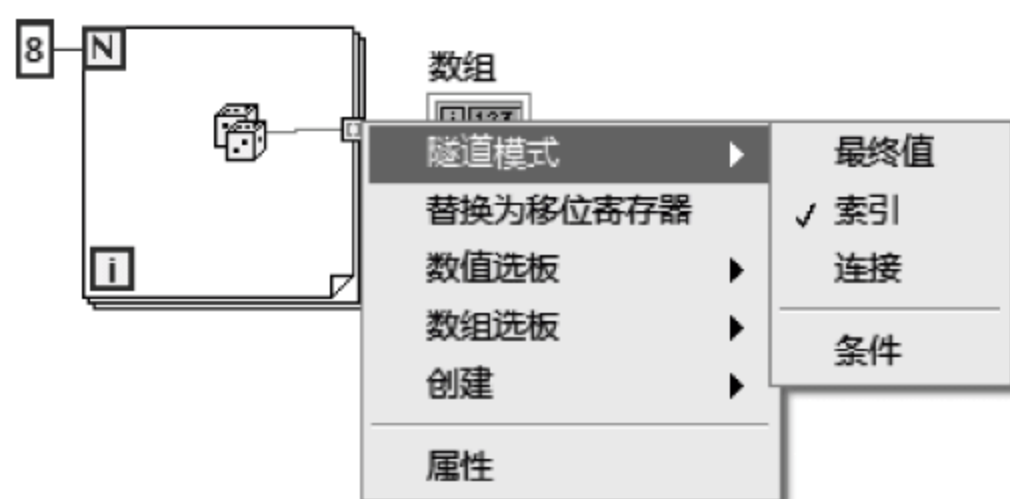 8
N
数组
i 123
隧道模式
最终值
替换为移位寄存器
索引
数值选板
连接
数组选板
条件
i
创建
属性